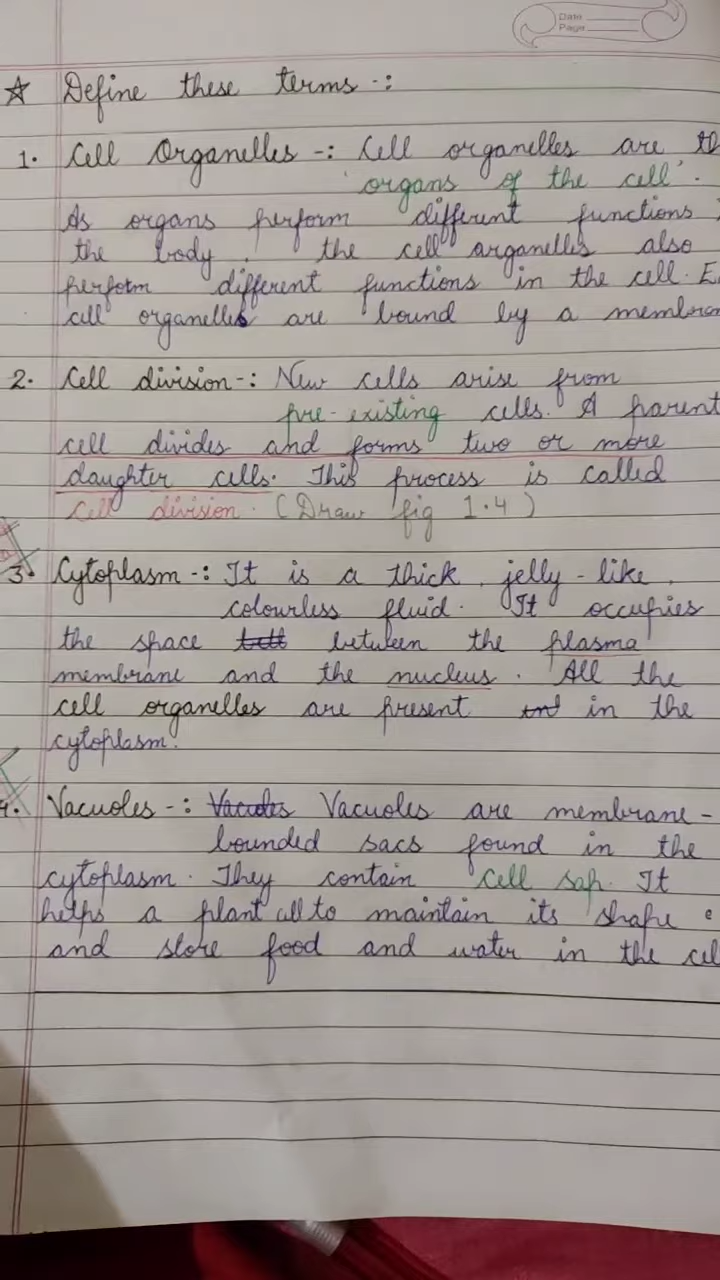 Date
Page
☆ Define these terms -:
1. Cell Organelles -: Cell organelles are
'organs of the cell'.
As organs perform different functions
the body, the cell arganelles also
perform different functions in the cell.
cell organelles are bound by a
2. Cell division -: New cells arise from
pre-existing cells. A parent
cell divides and forms two or more
daughter cells. This process is called
cell division. (Draw fig 1.4)
3. Cytoplasm -: It is a thick, jelly-like,
colourless fluid. It occupies
the space between the plasma
membrane and the nucleus. All the
cell organelles are present in the
cytoplasm.
4. Vacuoles -: Vacuoles Vacuoles are membrane-
bounded sacs found in the
cytoplasm. They contain cell sap. It
helps a plant cell to maintain its shape
and store food and water in the